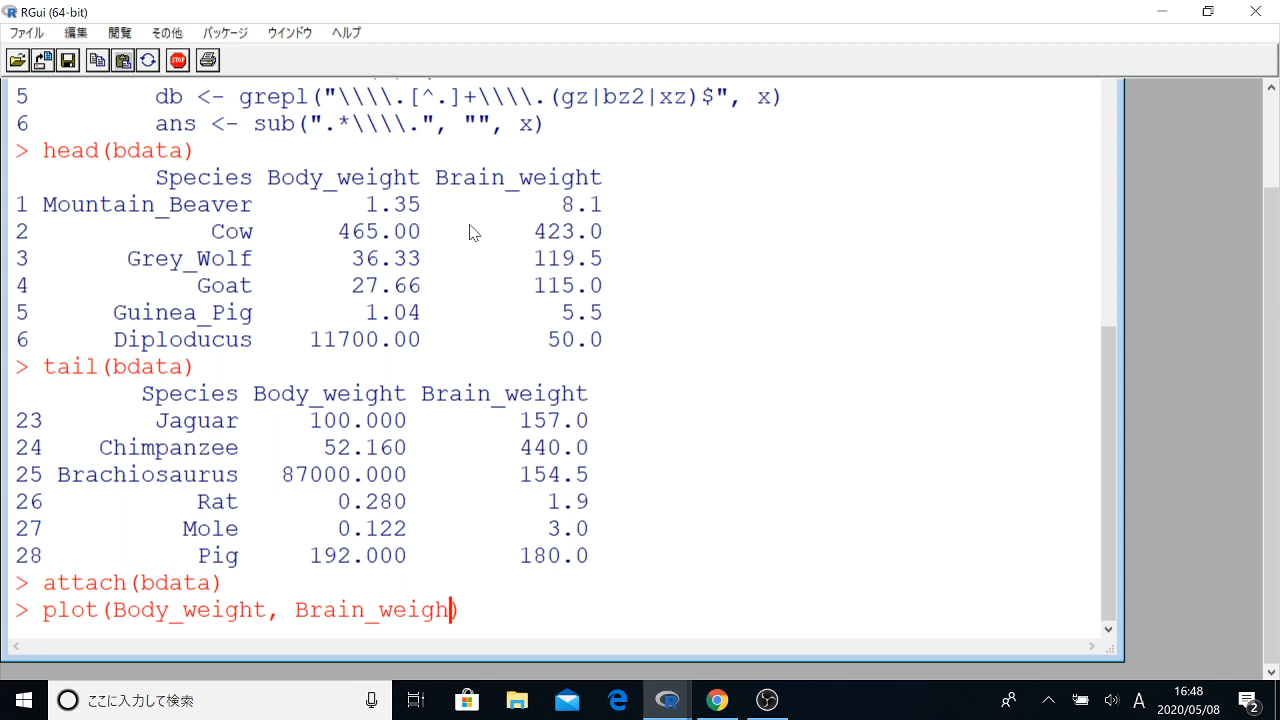 RGui (64-bit)
ファイル 編集 閲覧 その他 パッケージ ウインドウ ヘルプ
STOP
5 db <- grepl("\\\\.[^.]+\\\\.(gz|bz2|xz)$", x)
6 ans <- sub(".*\\\\.", "", x)
> head(bdata)
Species Body_weight Brain_weight
1 Mountain_Beaver 1.35 8.1
2 Cow 465.00 423.0
3 Grey_Wolf 36.33 119.5
4 Goat 27.66 115.0
5 Guinea_Pig 1.04 5.5
6 Diploducus 11700.00 50.0
> tail(bdata)
Species Body_weight Brain_weight
23 Jaguar 100.000 157.0
24 Chimpanzee 52.160 440.0
25 Brachiosaurus 87000.000 154.5
26 Rat 0.280 1.9
27 Mole 0.122 3.0
28 Pig 192.000 180.0
> attach(bdata)
> plot(Body_weight, Brain_weigh)
ここに入力して検索
A
16:48
2020/05/08
2